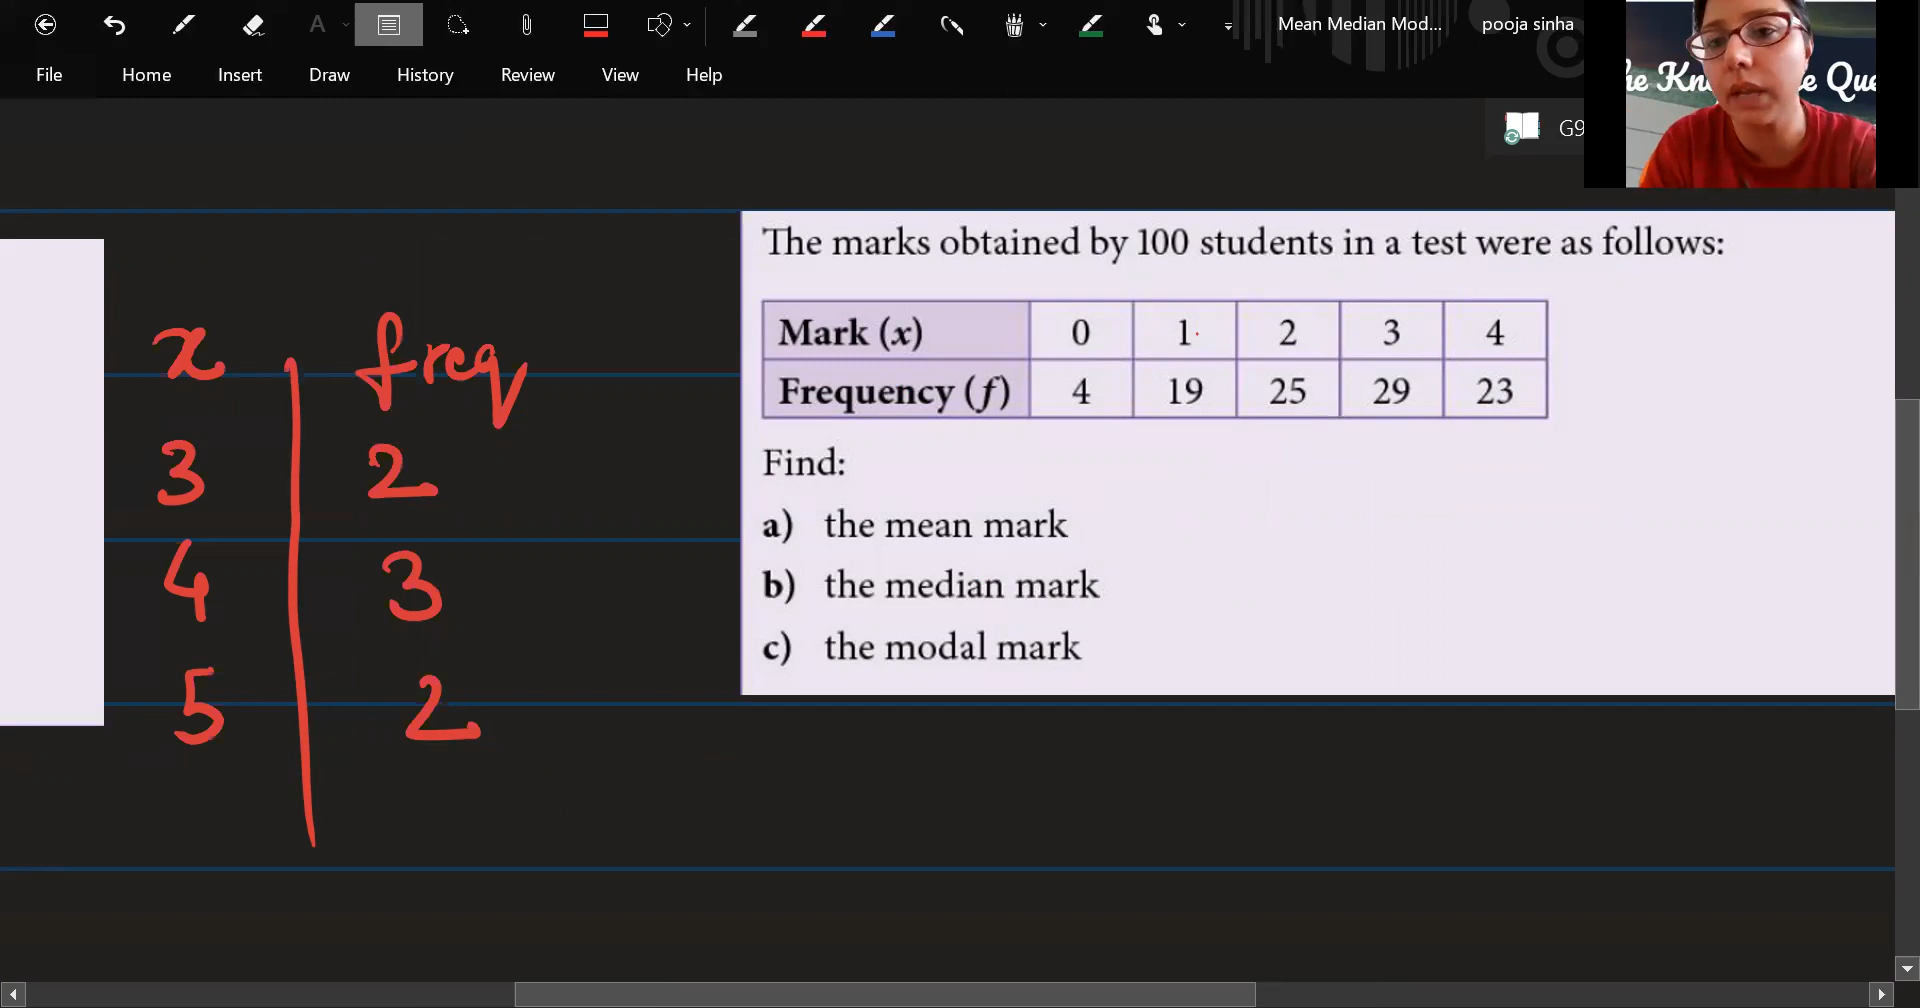 Mean Median Mod... pooja sinha
File Home Insert Draw History Review View Help
G9
The marks obtained by 100 students in a test were as follows:
Mark (x) 0 1 2 3 4
Frequency (f) 4 19 25 29 23
Find:
a) the mean mark
b) the median mark
c) the modal mark
x freq
3 2
4 3
5 2